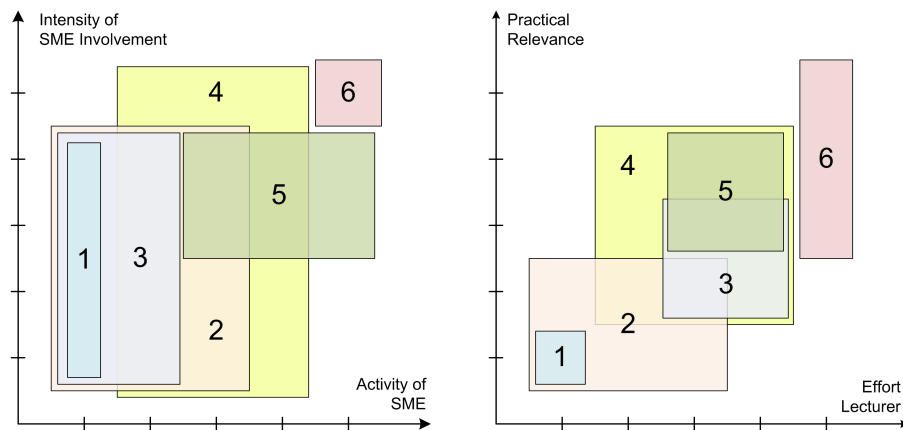 Intensity of
SME Involvement
4
6
5
1
3
2
Activity of
SME
Practical
Relevance
4
6
5
3
2
1
Effort
Lecturer